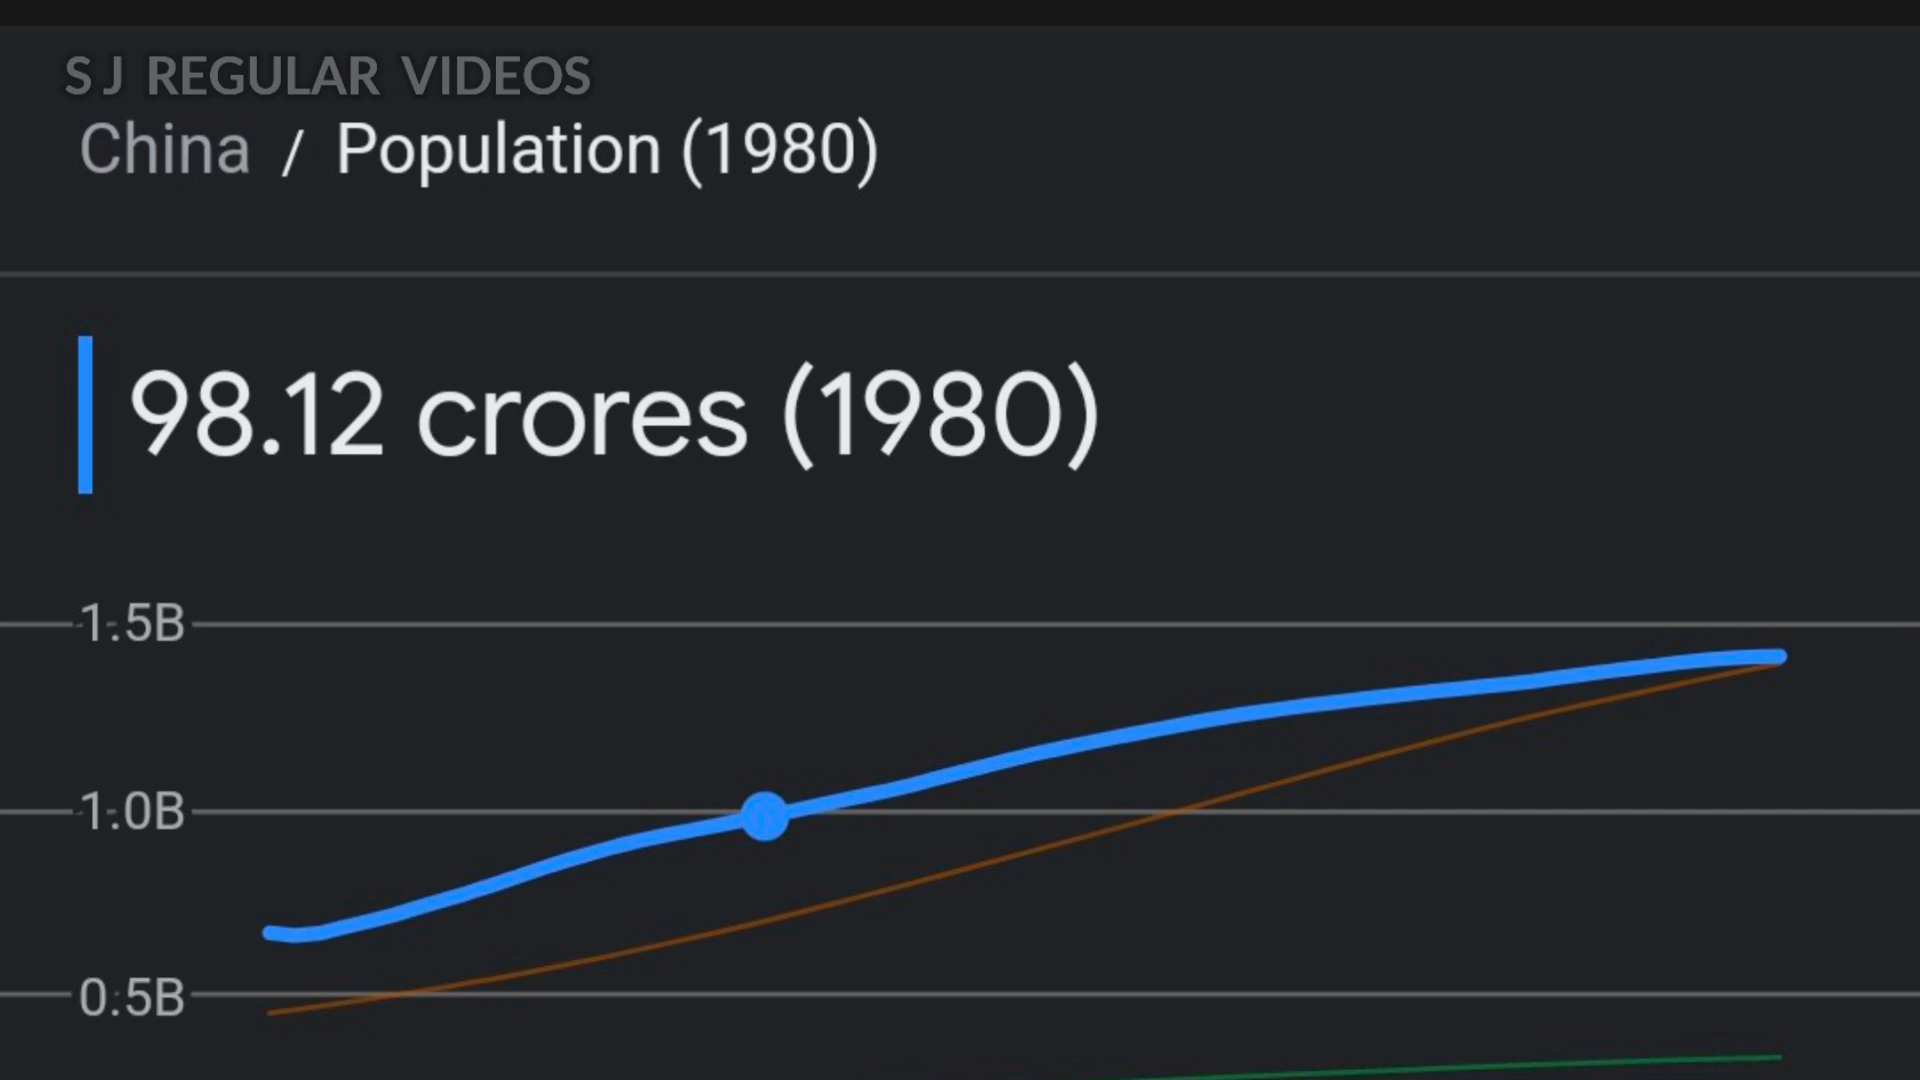 S J REGULAR VIDEOS
China / Population (1980)
98.12 crores (1980)
1.5B
1.0B
0.5B